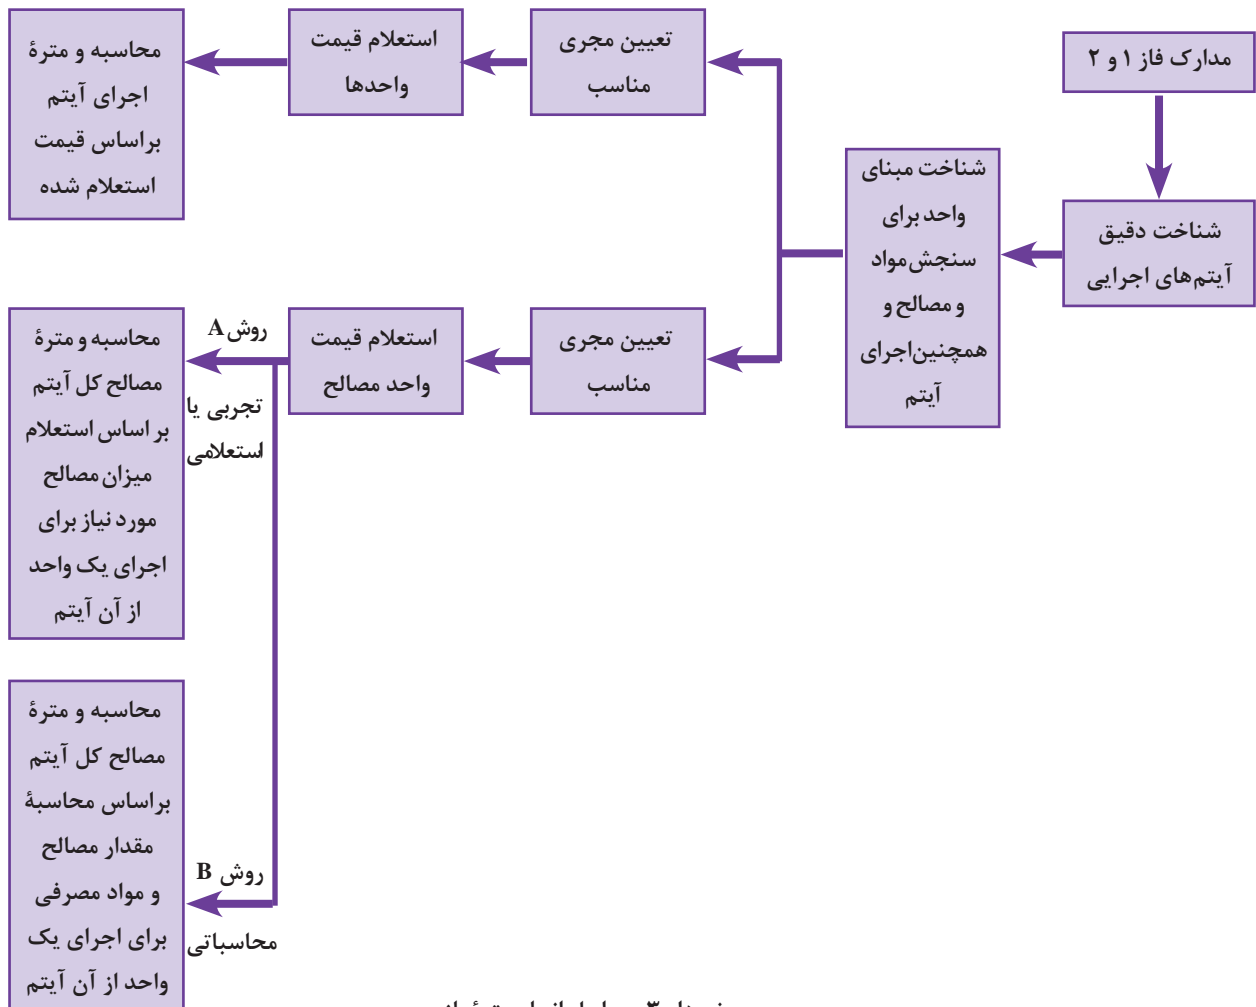 مدارک فاز ۱ و ۲
شناخت دقیق
آیتم‌های اجرایی
شناخت مبنای
واحد برای
سنجش مواد
و مصالح و
همچنین اجرای
آیتم
تعیین مجری
مناسب
استعلام قیمت
واحدها
محاسبه و مترۀ
اجرای آیتم
براساس قیمت
استعلام شده
تعیین مجری
مناسب
استعلام قیمت
واحد مصالح
روش A
تجربی یا
استعلامی
محاسبه و مترۀ
مصالح کل آیتم
بر اساس استعلام
میزان مصالح
مورد نیاز برای
اجرای یک واحد
از آن آیتم
روش B
محاسباتی
محاسبه و مترۀ
مصالح کل آیتم
براساس محاسبۀ
مقدار مصالح
و مواد مصرفی
برای اجرای یک
واحد از آن آیتم